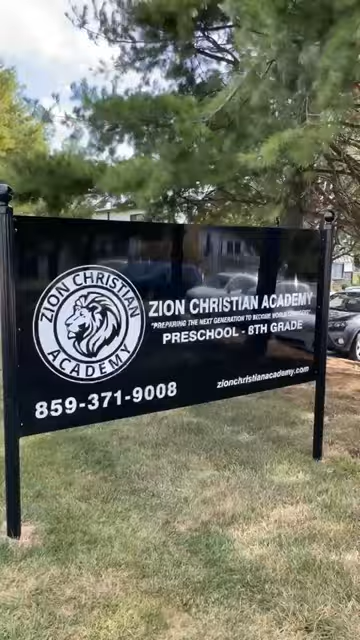 ZION CHRISTIAN
ACADEMY
ZION CHRISTIAN ACADEMY
"PREPARING THE NEXT GENERATION TO BECOME WORLD
PRESCHOOL - 8TH GRADE
859-371-9008
zionchristianacademy.com